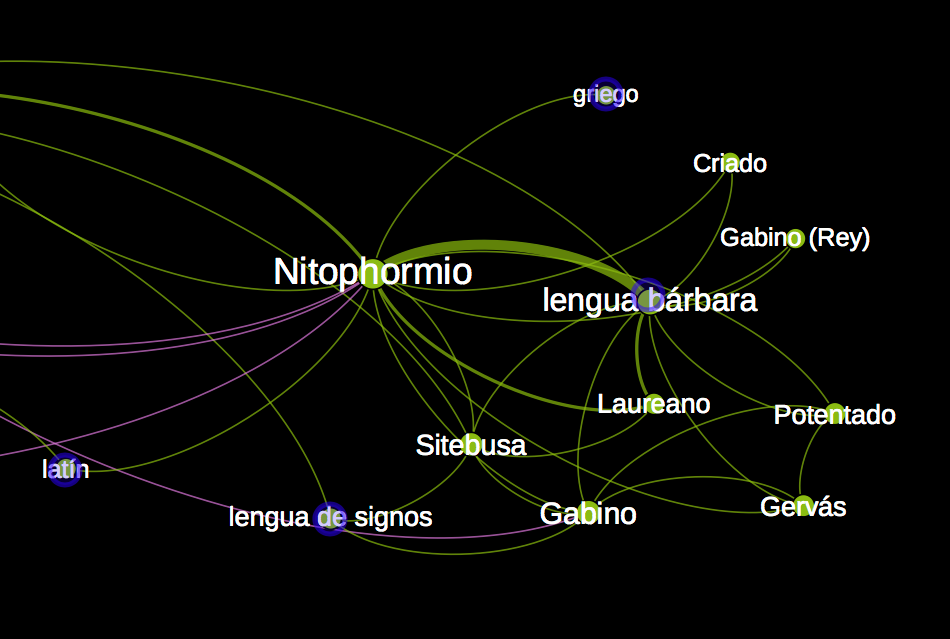 griego
Criado
Gabino (Rey)
Nitophormio
lengua bárbara
Laureano
Potentado
Sitebusa
latín
Gervás
Gabino
lengua de signos